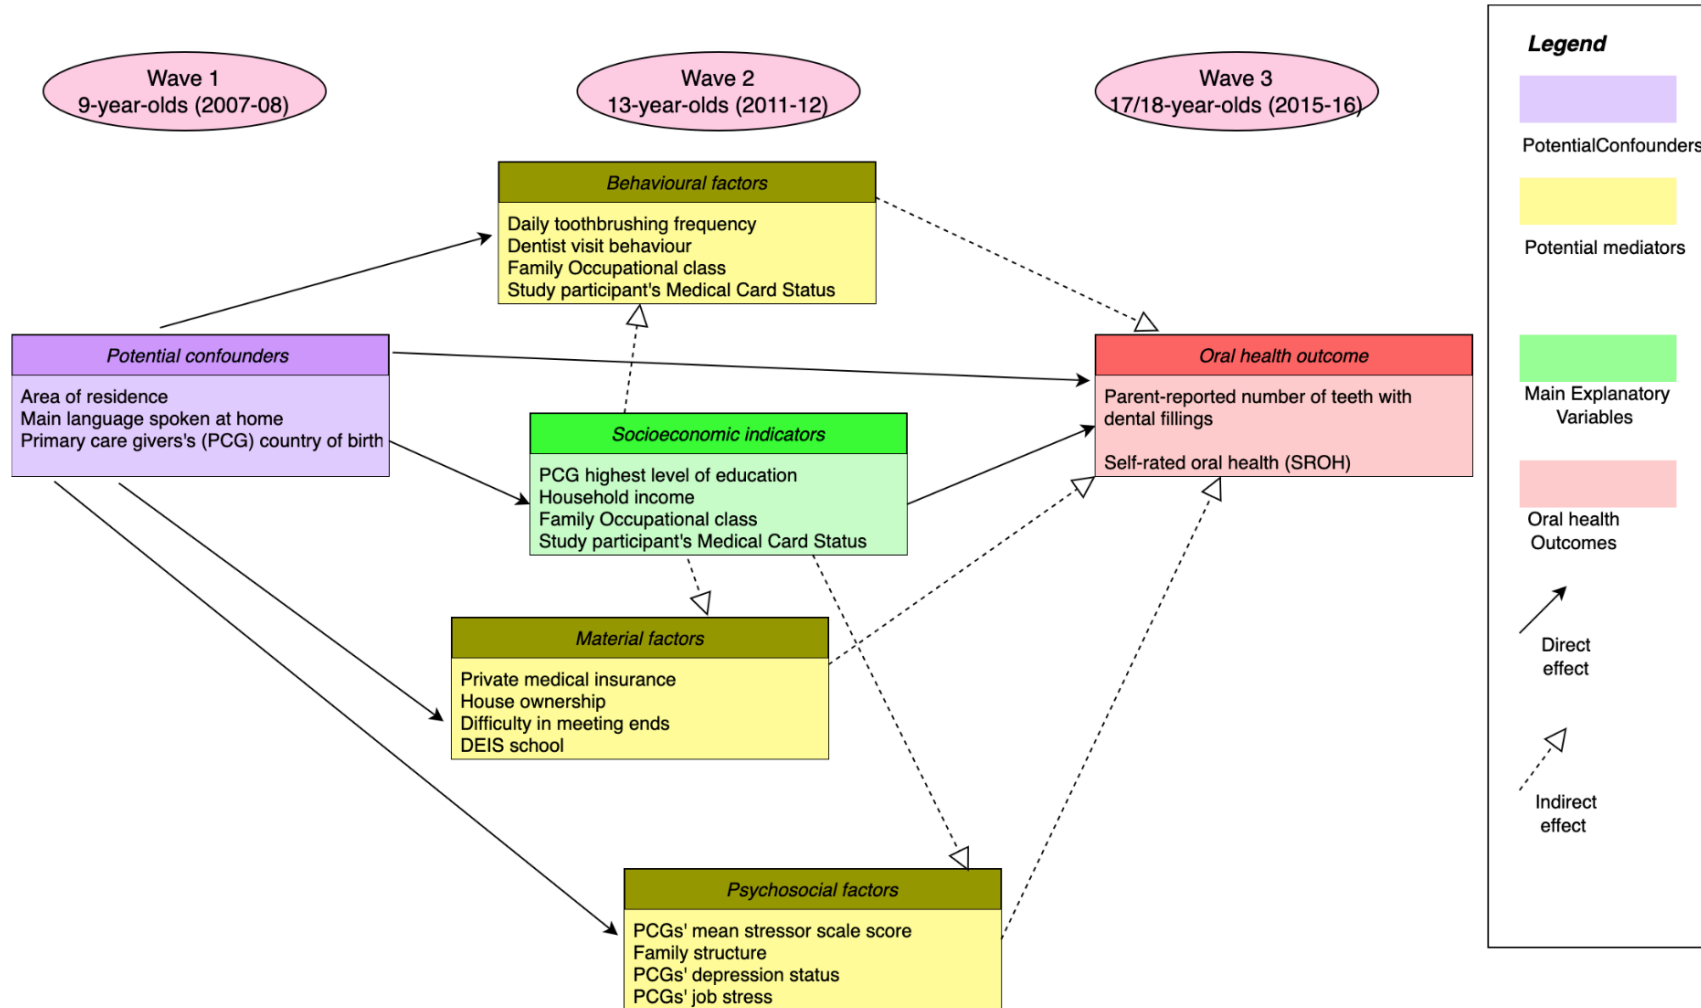 Wave 1
9-year-olds (2007-08)
Wave 2
13-year-olds (2011-12)
Wave 3
17/18-year-olds (2015-16)
Behavioural factors
Daily toothbrushing frequency
Dentist visit behaviour
Family Occupational class
Study participant's Medical Card Status
Potential confounders
Area of residence
Main language spoken at home
Primary care givers's (PCG) country of birth
Socioeconomic indicators
PCG highest level of education
Household income
Family Occupational class
Study participant's Medical Card Status
Oral health outcome
Parent-reported number of teeth with
dental fillings
Self-rated oral health (SROH)
Material factors
Private medical insurance
House ownership
Difficulty in meeting ends
DEIS school
Psychosocial factors
PCGs' mean stressor scale score
Family structure
PCGs' depression status
PCGs' job stress
Legend
PotentialConfounders
Potential mediators
Main Explanatory
Variables
Oral health
Outcomes
Direct
effect
Indirect
effect